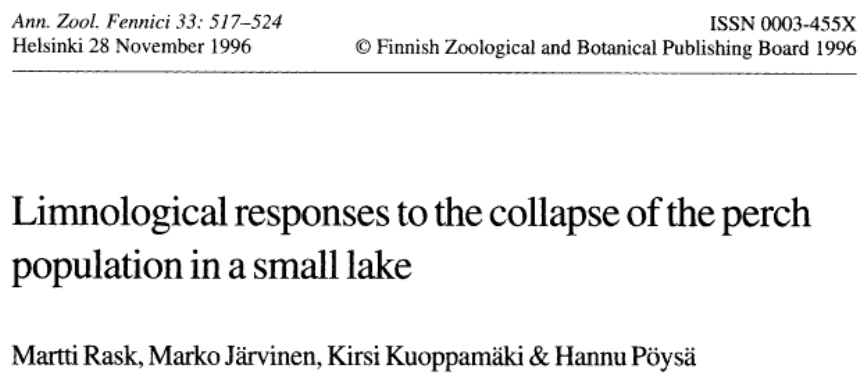 Ann. Zool. Fennici 33: 517–524
ISSN 0003-455X
Helsinki 28 November 1996
© Finnish Zoological and Botanical Publishing Board 1996
Limnological responses to the collapse of the perch
population in a small lake
Martti Rask, Marko Järvinen, Kirsi Kuoppamäki & Hannu Pöysä